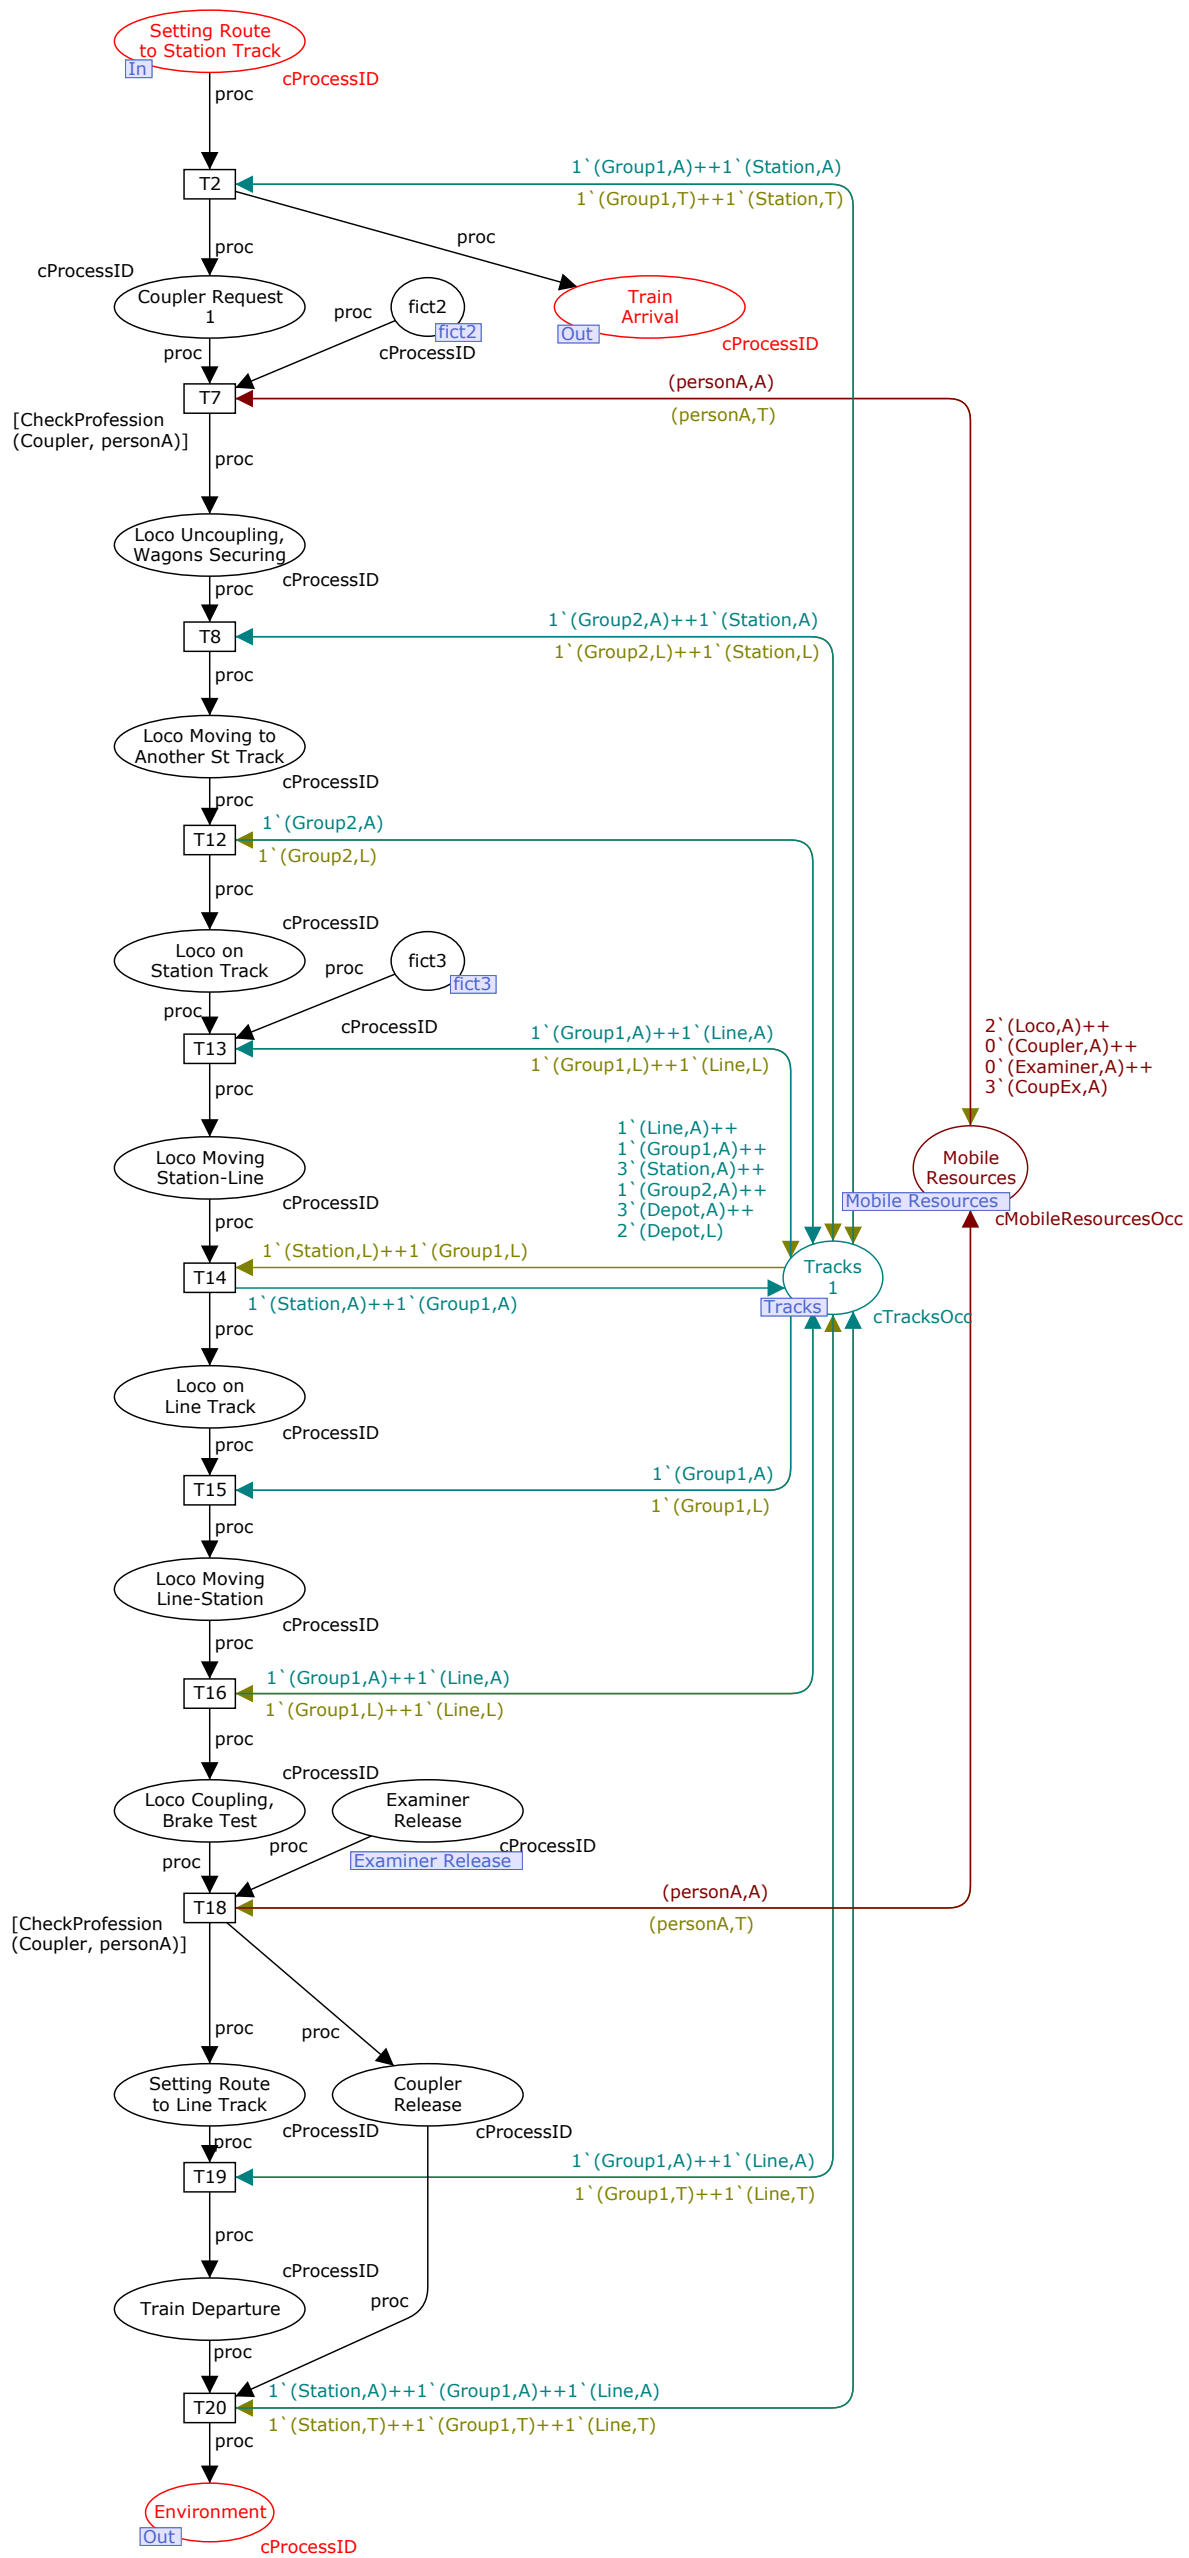 Setting Route
to Station Track
In
cProcessID
proc
1`(Group1,A)++1`(Station,A)
T2
1`(Group1,T)++1`(Station,T)
proc
proc
cProcessID
Coupler Request
1
fict2
fict2
proc
cProcessID
Train
Arrival
Out
cProcessID
proc
(personA,A)
T7
(personA,T)
[CheckProfession
(Coupler, personA)]
proc
Loco Uncoupling,
Wagons Securing
cProcessID
proc
1`(Group2,A)++1`(Station,A)
T8
1`(Group2,L)++1`(Station,L)
proc
Loco Moving to
Another St Track
cProcessID
proc
1`(Group2,A)
T12
1`(Group2,L)
proc
cProcessID
Loco on
Station Track
fict3
fict3
proc
proc
cProcessID
1`(Group1,A)++1`(Line,A)
T13
1`(Group1,L)++1`(Line,L)
proc
2`(Loco,A)++
0`(Coupler,A)++
0`(Examiner,A)++
3`(CoupEx,A)
1`(Line,A)++
1`(Group1,A)++
3`(Station,A)++
1`(Group2,A)++
3`(Depot,A)++
2`(Depot,L)
Loco Moving
Station-Line
cProcessID
Mobile
Resources
Mobile Resources
cMobileResourcesOcc
proc
1`(Station,L)++1`(Group1,L)
T14
1`(Station,A)++1`(Group1,A)
Tracks
1
Tracks
cTracksOcc
proc
Loco on
Line Track
cProcessID
proc
1`(Group1,A)
T15
1`(Group1,L)
proc
Loco Moving
Line-Station
cProcessID
proc
1`(Group1,A)++1`(Line,A)
T16
1`(Group1,L)++1`(Line,L)
proc
cProcessID
Loco Coupling,
Brake Test
Examiner
Release
cProcessID
Examiner Release
proc
proc
(personA,A)
T18
(personA,T)
[CheckProfession
(Coupler, personA)]
proc
proc
Setting Route
to Line Track
cProcessID
Coupler
Release
cProcessID
proc
1`(Group1,A)++1`(Line,A)
T19
1`(Group1,T)++1`(Line,T)
proc
cProcessID
Train Departure
proc
proc
1`(Station,A)++1`(Group1,A)++1`(Line,A)
T20
1`(Station,T)++1`(Group1,T)++1`(Line,T)
proc
Environment
Out
cProcessID